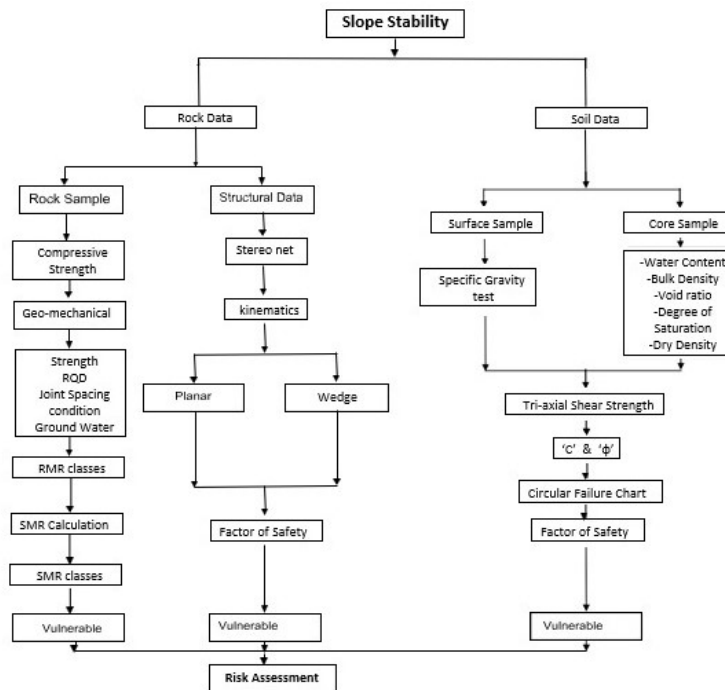 Slope Stability
Rock Data
Soil Data
Rock Sample
Structural Data
Surface Sample
Core Sample
Compressive
Strength
Stereo net
Specific Gravity
test
-Water Content
-Bulk Density
-Void ratio
-Degree of
Saturation
-Dry Density
Geo-mechanical
kinematics
Strength
RQD
Joint Spacing
condition
Ground Water
Planar
Wedge
Tri-axial Shear Strength
‘C’ & ‘ϕ’
RMR classes
Circular Failure Chart
SMR Calculation
Factor of Safety
Factor of Safety
SMR classes
Vulnerable
Vulnerable
Vulnerable
Risk Assessment